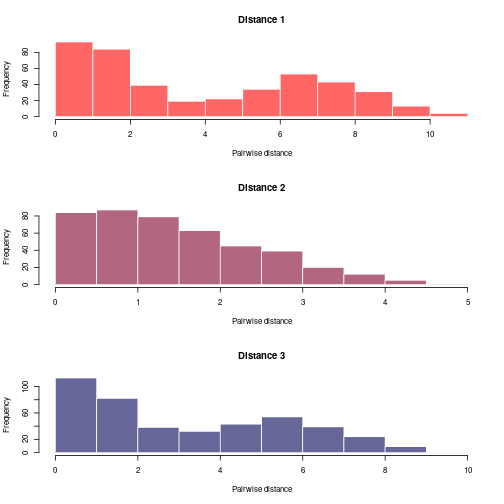 Distance 1
Frequency
0 20 40 60 80
0 2 4 6 8 10
Pairwise distance
Distance 2
Frequency
0 20 40 60 80
0 1 2 3 4 5
Pairwise distance
Distance 3
Frequency
0 20 60 100
0 2 4 6 8 10
Pairwise distance